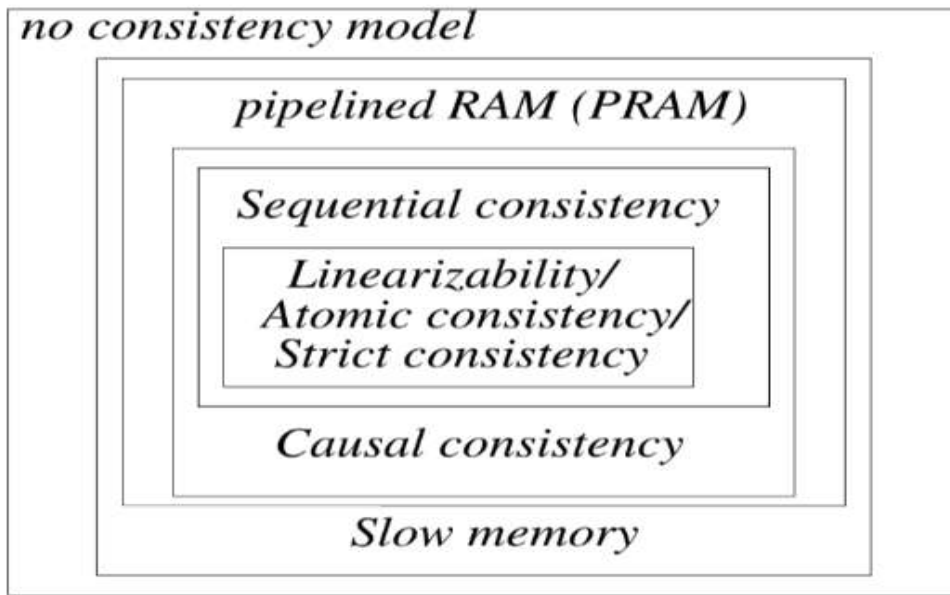 no consistency model
pipelined RAM (PRAM)
Sequential consistency
Linearizability/
Atomic consistency/
Strict consistency
Causal consistency
Slow memory